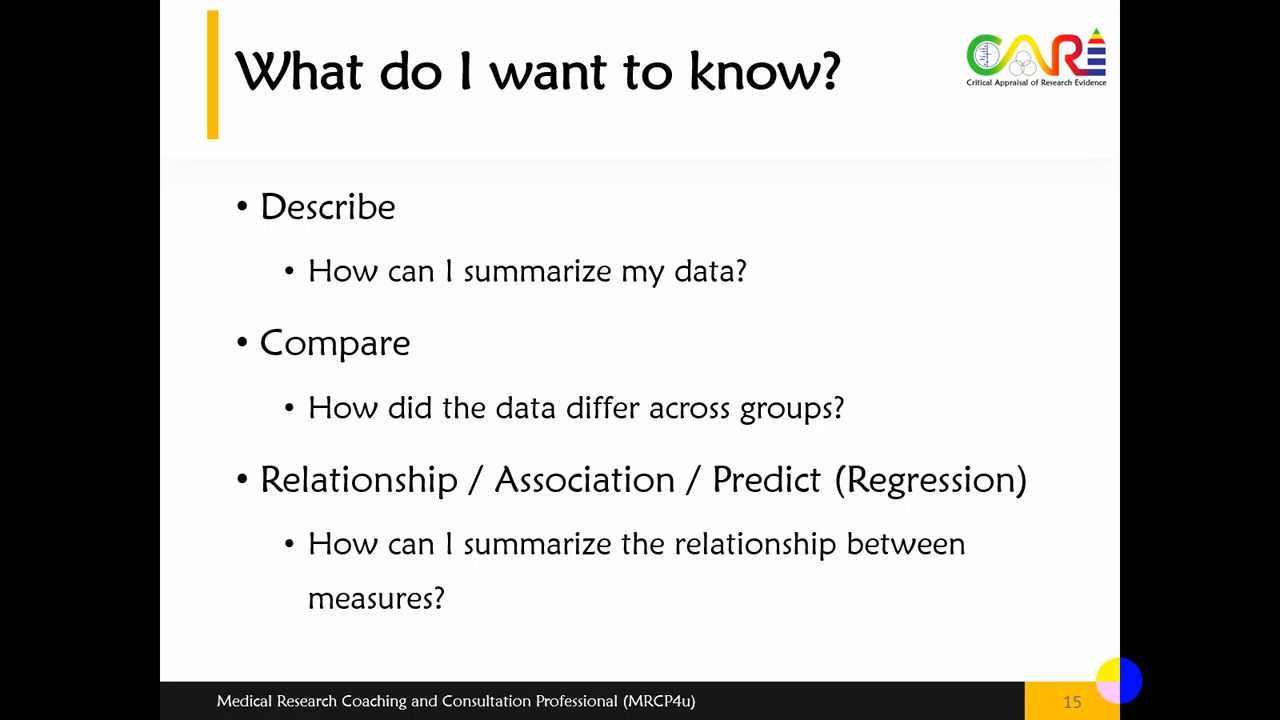 What do I want to know?
CARE
Critical Appraisal of Research Evidence
• Describe
• How can I summarize my data?
• Compare
• How did the data differ across groups?
• Relationship / Association / Predict (Regression)
• How can I summarize the relationship between
measures?
Medical Research Coaching and Consultation Professional (MRCP4u)
15